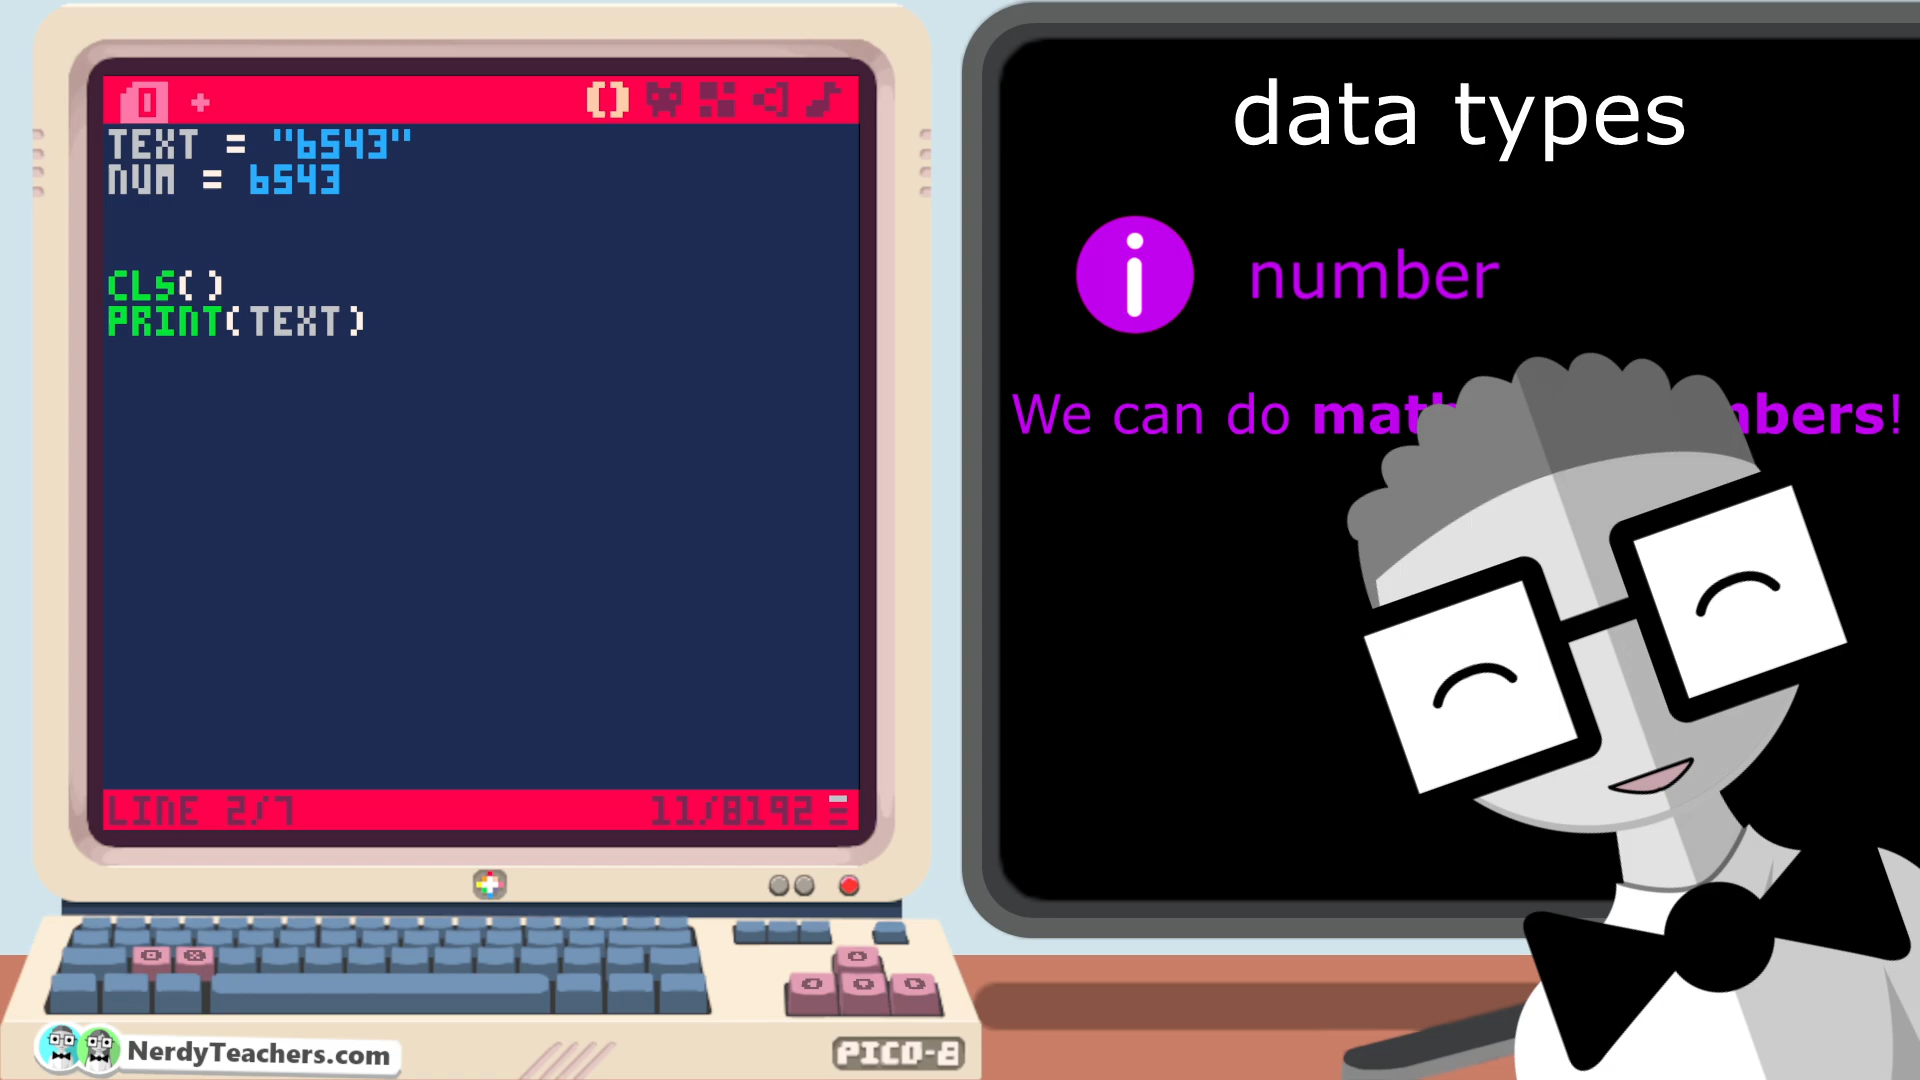 TEXT = "6543"
NUM = 6543
CLS()
PRINT(TEXT)
LINE 2/7 11/8192
NerdyTeachers.com
PICO-8
data types
i number
We can do